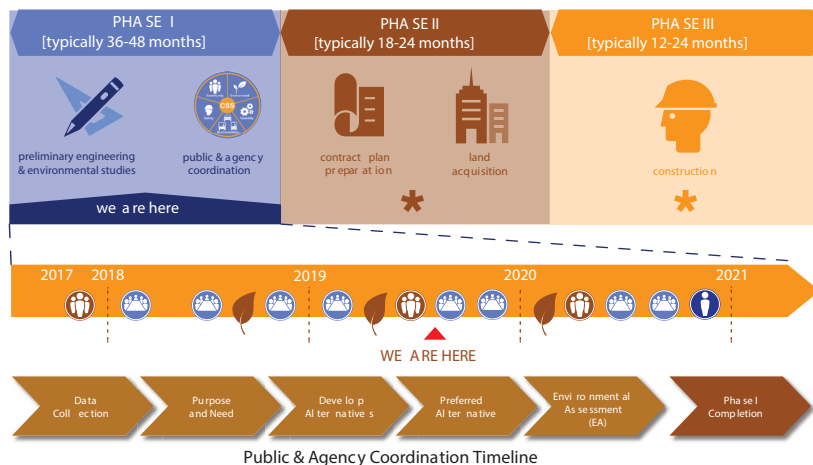 PHASE I
[typically 36-48 months]
PHASE II
[typically 18-24 months]
PHASE III
[typically 12-24 months]
CSS
preliminary engineering
& environmental studies
public & agency
coordination
contract plan
preparation
land
acquisition
construction
*
*
we are here
2017 2018 2019 2020 2021
WE ARE HERE
Data
Collection
Purpose
and Need
Develop
Alternatives
Preferred
Alternative
Environmental
Assessment
(EA)
Phase I
Completion
Public & Agency Coordination Timeline